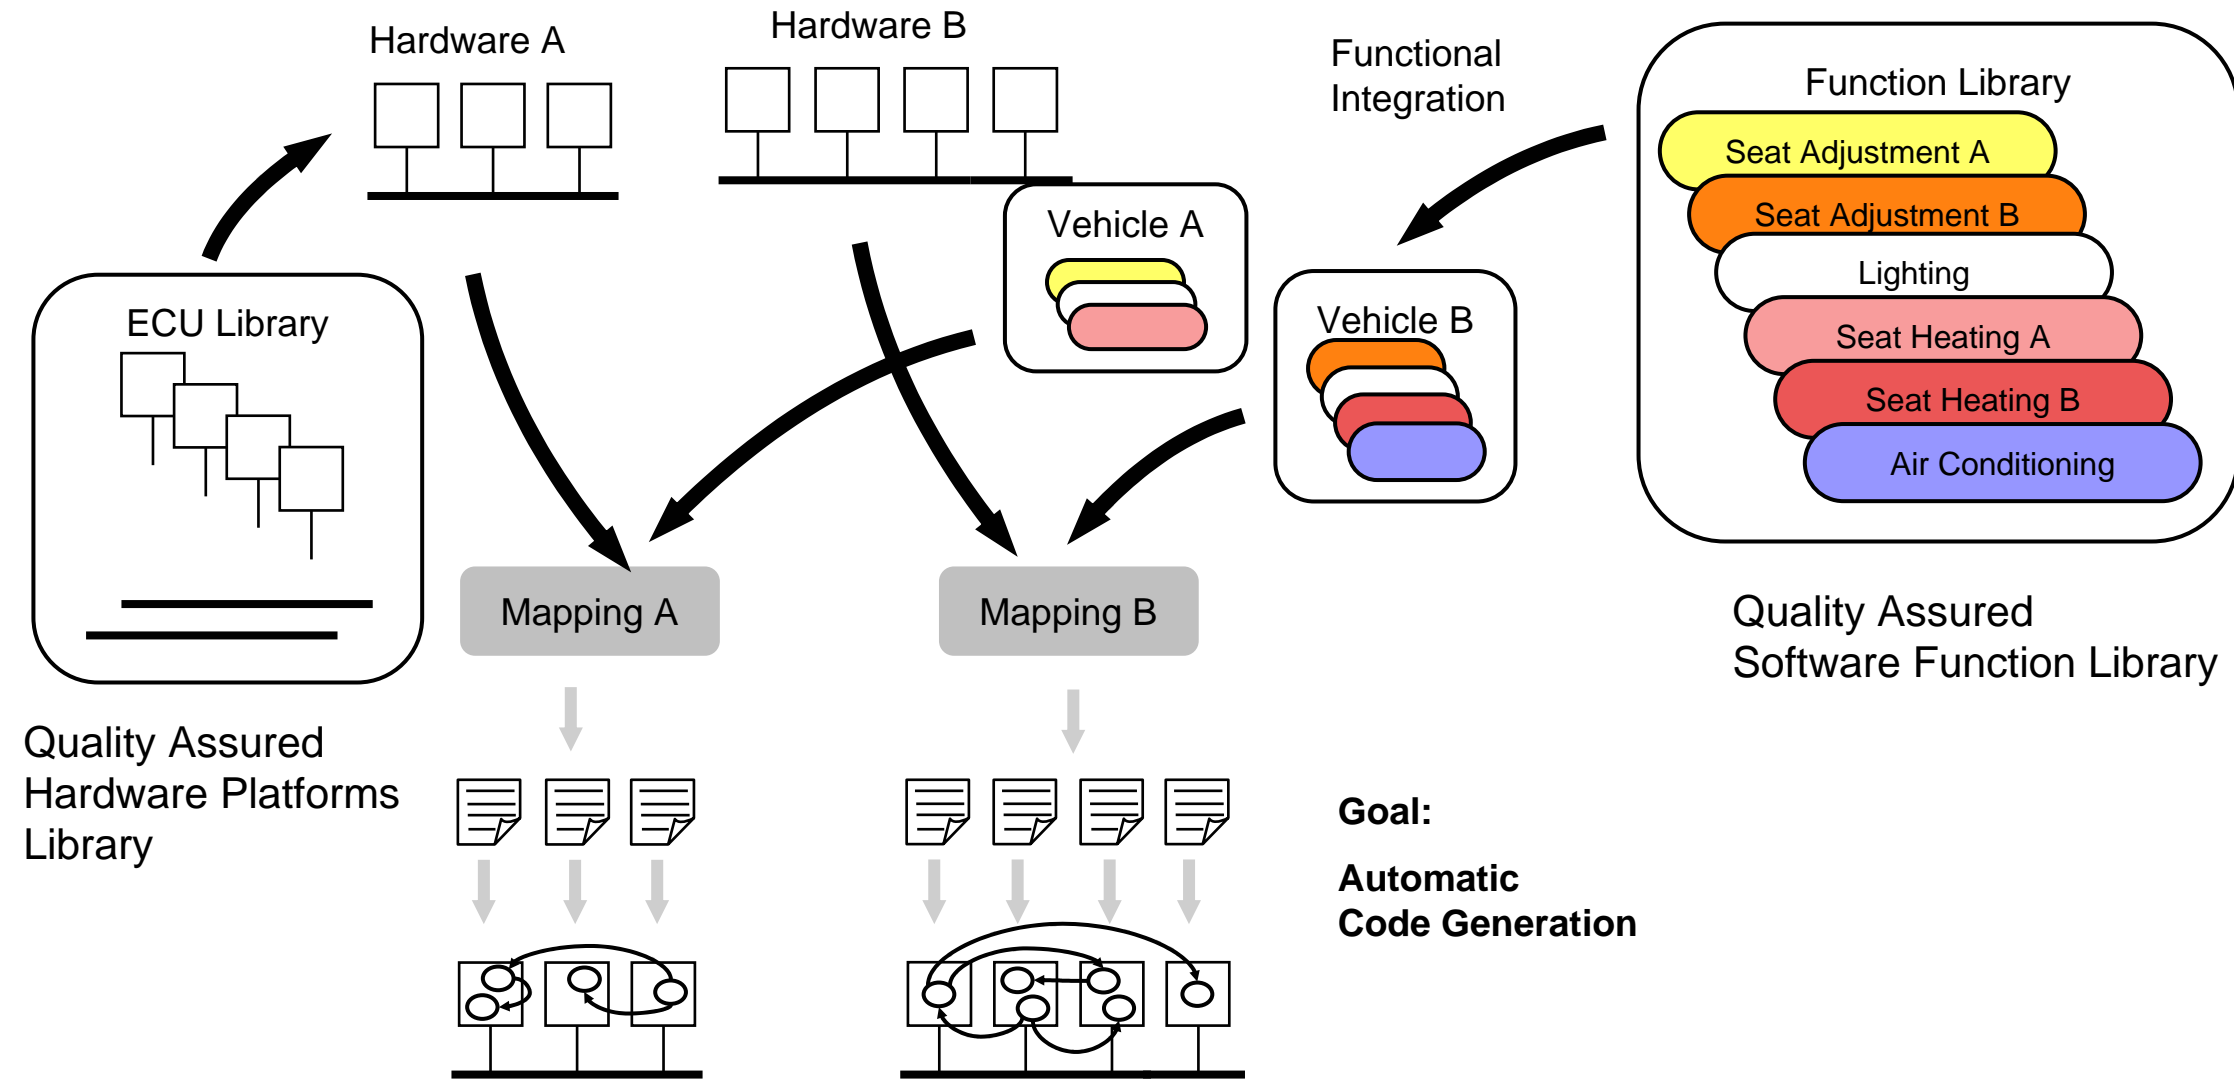 Hardware A
Hardware B
Functional
Integration
Function Library
Seat Adjustment A
Seat Adjustment B
Lighting
Seat Heating A
Seat Heating B
Air Conditioning
Vehicle A
Vehicle B
ECU Library
Mapping A
Mapping B
Quality Assured
Software Function Library
Quality Assured
Hardware Platforms
Library
Goal:
Automatic
Code Generation